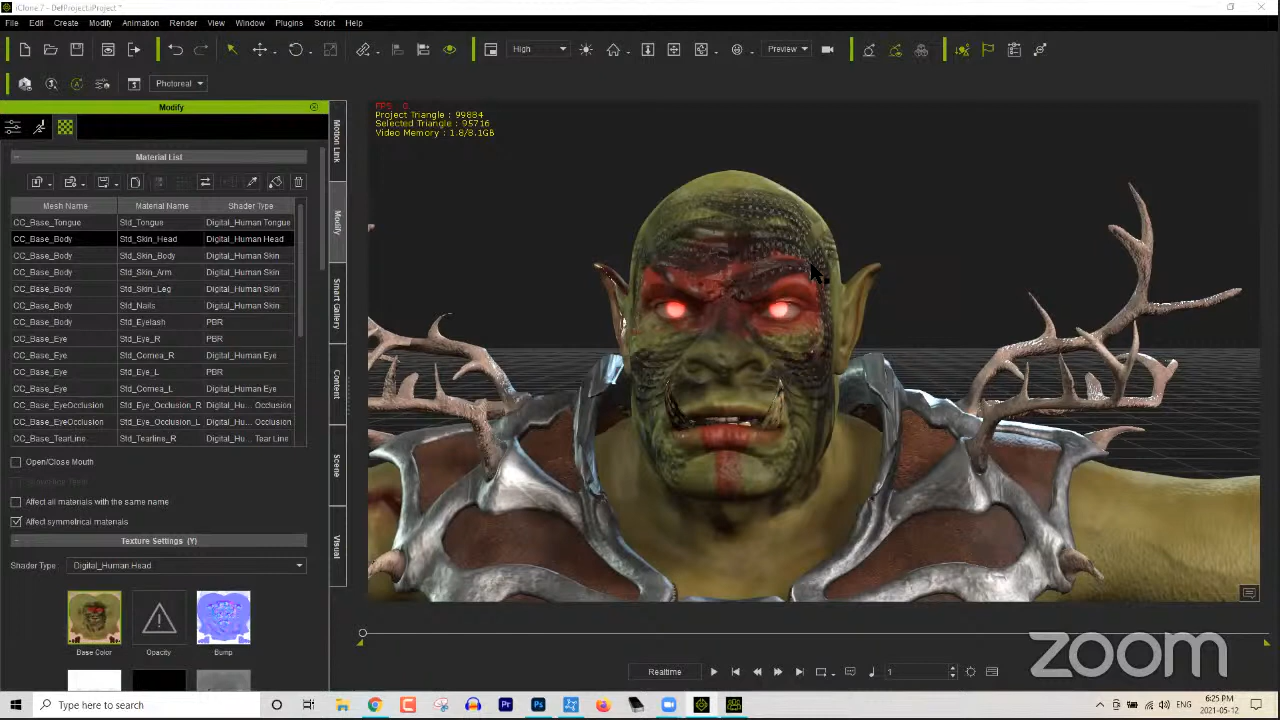 iClone 7 - DefProject.iProject *
File Edit Create Modify Animation Render Window Plugins Script Help
High Preview
Photoreal
Modify
Material List
Mesh Name Material Name Shader Type
CC_Base_Tongue Std_Tongue Digital_Human Tongue
CC_Base_Body Std_Skin_Head Digital_Human Head
CC_Base_Body Std_Skin_Body Digital_Human Skin
CC_Base_Body Std_Skin_Arm Digital_Human Skin
CC_Base_Body Std_Skin_Leg Digital_Human Skin
CC_Base_Body Std_Nails Digital_Human Skin
CC_Base_Body Std_Eyelash PBR
CC_Base_Eye Std_Eye_R PBR
CC_Base_Eye Std_Cornea_R Digital_Human Eye
CC_Base_Eye Std_Eye_L PBR
CC_Base_Eye Std_Cornea_L Digital_Human Eye
CC_Base_EyeOcclusion Std_Eye_Occlusion_R Digital_Hu... Occlusion
CC_Base_EyeOcclusion Std_Eye_Occlusion_L Digital_Hu... Occlusion
CC_Base_TearLine Std_Tearline_R Digital_Hu... Tear Line
Open/Close Mouth
Affect all materials with the same name
Affect symmetrical materials
Texture Settings (Y)
Shader Type: Digital_Human Head
Base Color Opacity Bump
Motion Link
Modify
Smart Gallery
Content
Scene
Visual
FPS : 0
Project Triangle : 99884
Selected Triangle : 95716
Video Memory : 1.8/8.1GB
Realtime 1
zoom
Type here to search
6:25 PM
2021-05-12